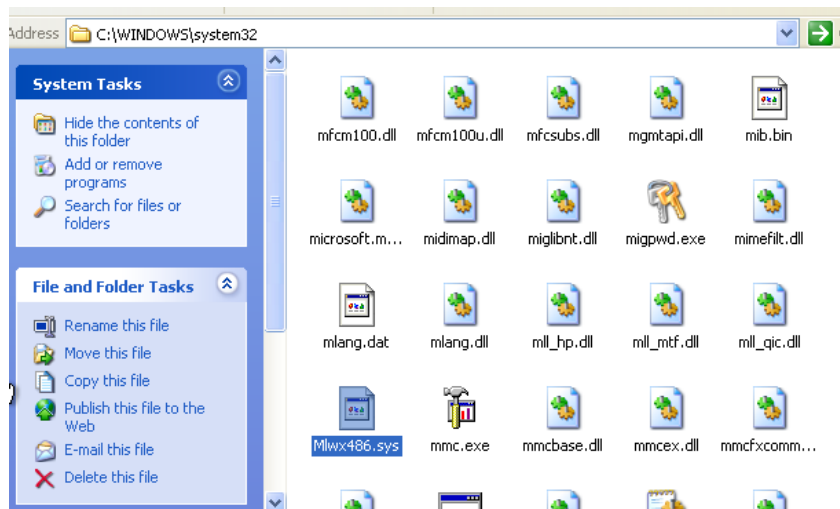 Address C:\WINDOWS\system32
System Tasks
Hide the contents of
this folder
Add or remove
programs
Search for files or
folders
File and Folder Tasks
Rename this file
Move this file
Copy this file
Publish this file to the
Web
E-mail this file
Delete this file
mfcm100.dll mfcm100u.dll mfcsubs.dll mgmtapi.dll mib.bin
microsoft.m... midimap.dll miglibnt.dll migpwd.exe mimefilt.dll
mlang.dat mlang.dll mll_hp.dll mll_mtf.dll mll_qic.dll
Mlwx486.sys mmc.exe mmcbase.dll mmcex.dll mmcfxcomm...